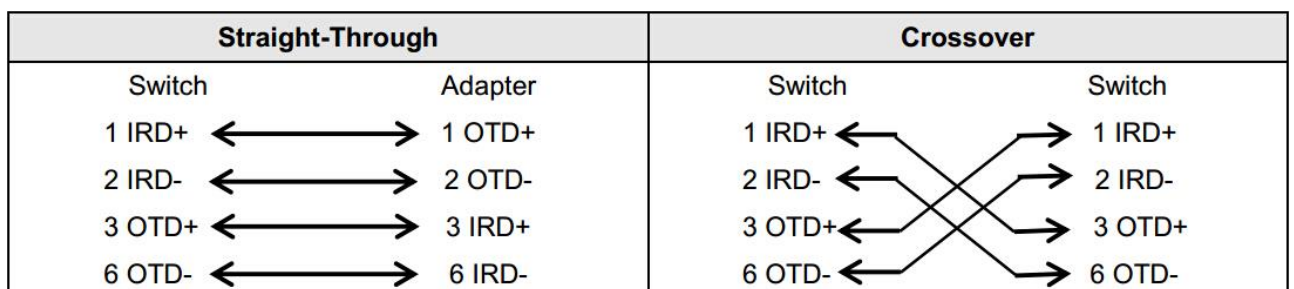 Straight-Through Crossover
Switch Adapter Switch Switch
1 IRD+ 1 OTD+ 1 IRD+ 1 IRD+
2 IRD- 2 OTD- 2 IRD- 2 IRD-
3 OTD+ 3 IRD+ 3 OTD+ 3 OTD+
6 OTD- 6 IRD- 6 OTD- 6 OTD-